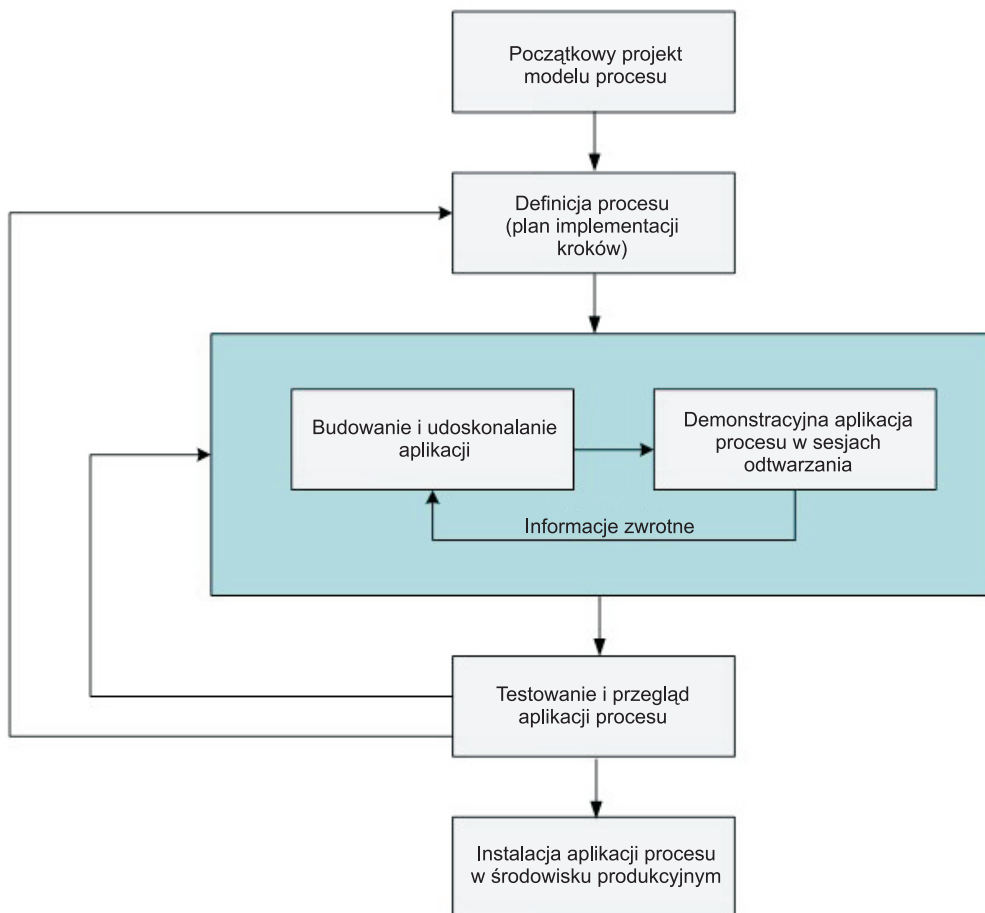 Początkowy projekt
modelu procesu
Definicja procesu
(plan implementacji
kroków)
Budowanie i udoskonalanie
aplikacji
Demonstracyjna aplikacja
procesu w sesjach
odtwarzania
Informacje zwrotne
Testowanie i przegląd
aplikacji procesu
Instalacja aplikacji procesu
w środowisku produkcyjnym